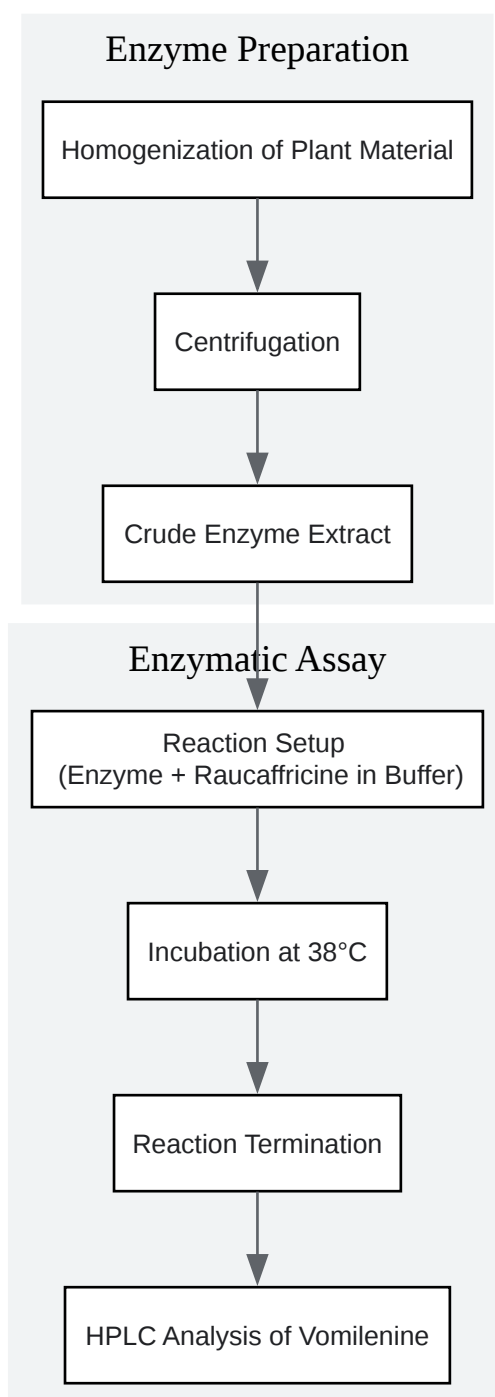 Enzyme Preparation
Homogenization of Plant Material
Centrifugation
Crude Enzyme Extract
Enzymatic Assay
Reaction Setup
(Enzyme + Raucaffricine in Buffer)
Incubation at 38°C
Reaction Termination
HPLC Analysis of Vomilenine